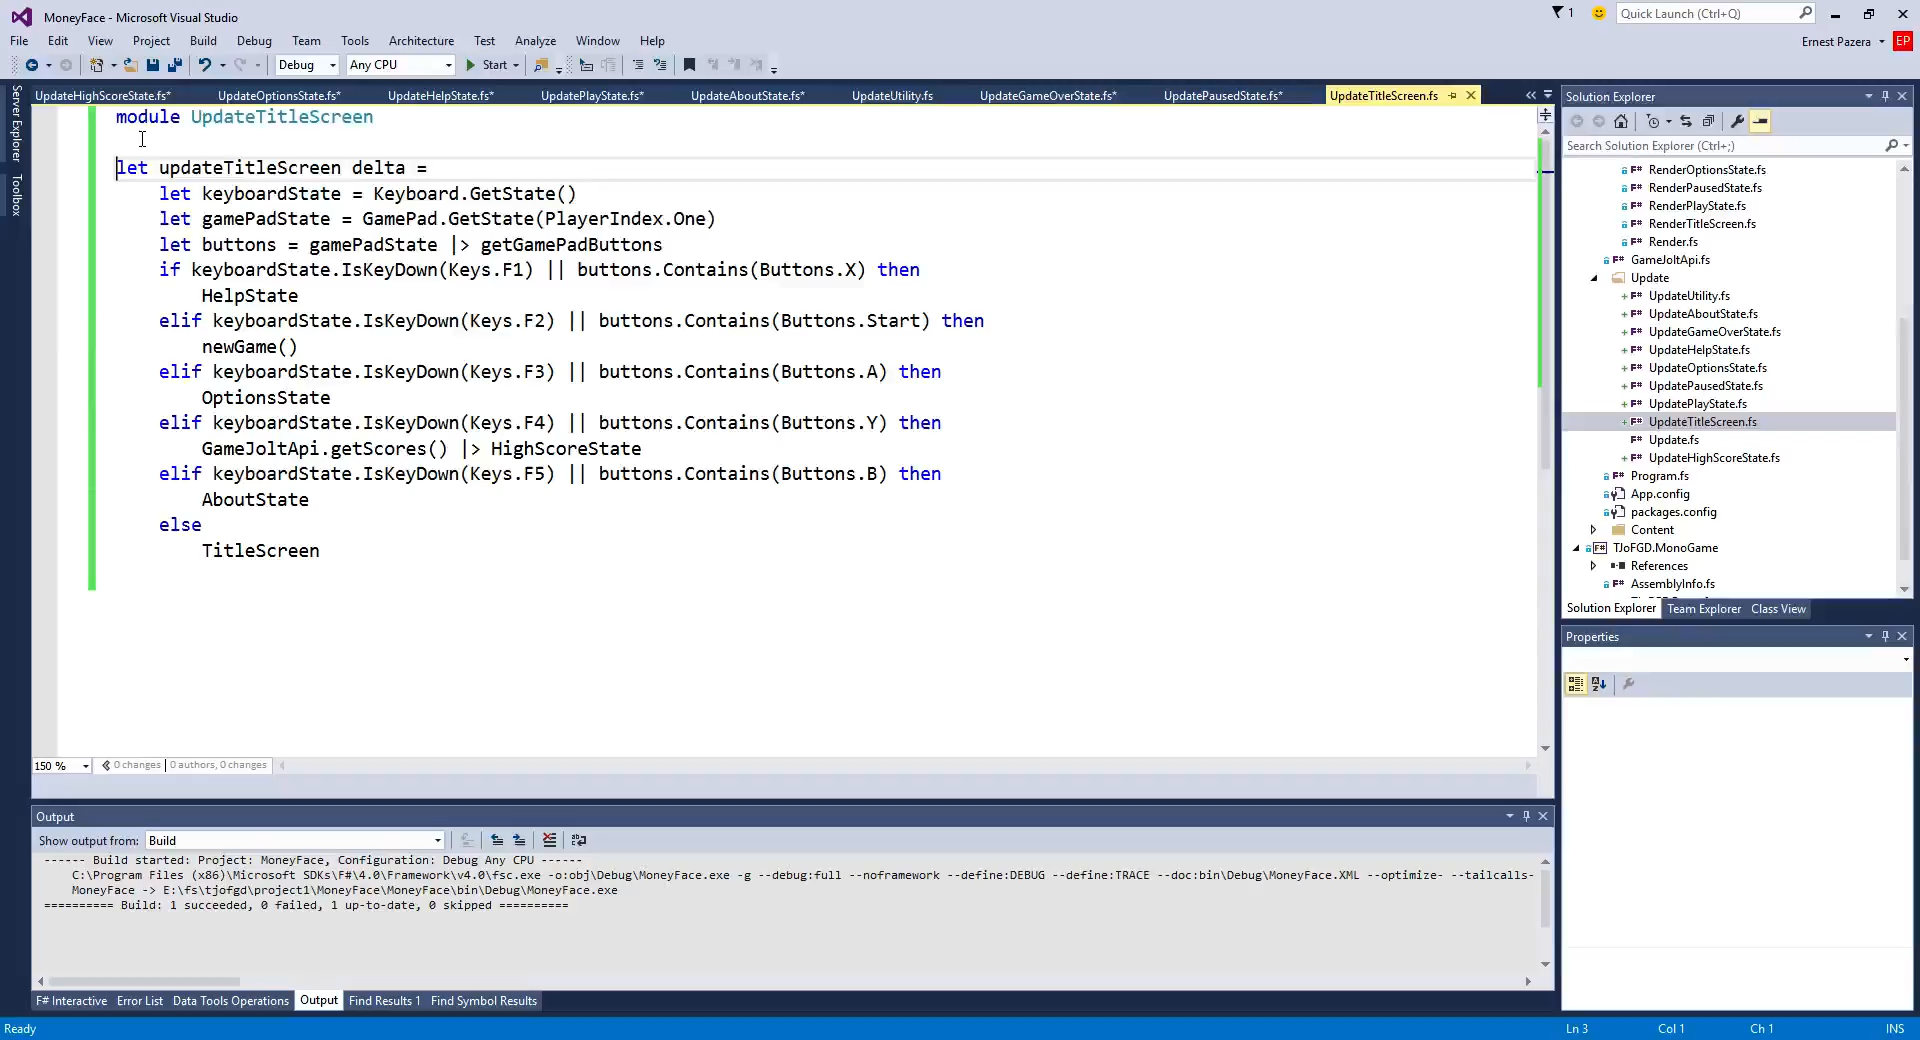 MoneyFace - Microsoft Visual Studio
1
Quick Launch (Ctrl+Q)
File Edit View Project Build Debug Team Tools Architecture Test Analyze Window Help
Ernest Pazera EP
Debug Any CPU Start
Server Explorer
Toolbox
UpdateHighScoreState.fs* UpdateOptionsState.fs* UpdateHelpState.fs* UpdatePlayState.fs* UpdateAboutState.fs* UpdateUtility.fs UpdateGameOverState.fs* UpdatePausedState.fs* UpdateTitleScreen.fs
module UpdateTitleScreen
let updateTitleScreen delta =
let keyboardState = Keyboard.GetState()
let gamePadState = GamePad.GetState(PlayerIndex.One)
let buttons = gamePadState |> getGamePadButtons
if keyboardState.IsKeyDown(Keys.F1) || buttons.Contains(Buttons.X) then
HelpState
elif keyboardState.IsKeyDown(Keys.F2) || buttons.Contains(Buttons.Start) then
newGame()
elif keyboardState.IsKeyDown(Keys.F3) || buttons.Contains(Buttons.A) then
OptionsState
elif keyboardState.IsKeyDown(Keys.F4) || buttons.Contains(Buttons.Y) then
GameJoltApi.getScores() |> HighScoreState
elif keyboardState.IsKeyDown(Keys.F5) || buttons.Contains(Buttons.B) then
AboutState
else
TitleScreen
150 % 0 changes | 0 authors, 0 changes
Solution Explorer
Search Solution Explorer (Ctrl+;)
RenderOptionsState.fs
RenderPausedState.fs
RenderPlayState.fs
RenderTitleScreen.fs
Render.fs
GameJoltApi.fs
Update
UpdateUtility.fs
UpdateAboutState.fs
UpdateGameOverState.fs
UpdateHelpState.fs
UpdateOptionsState.fs
UpdatePausedState.fs
UpdatePlayState.fs
UpdateTitleScreen.fs
Update.fs
UpdateHighScoreState.fs
Program.fs
App.config
packages.config
Content
TJoFGD.MonoGame
References
AssemblyInfo.fs
Solution Explorer Team Explorer Class View
Properties
Output
Show output from: Build
------ Build started: Project: MoneyFace, Configuration: Debug Any CPU ------
C:\Program Files (x86)\Microsoft SDKs\F#\4.0\Framework\v4.0\fsc.exe -o:obj\Debug\MoneyFace.exe -g --debug:full --noframework --define:DEBUG --define:TRACE --doc:bin\Debug\MoneyFace.XML --optimize- --tailcalls-
MoneyFace -> E:\fs\tjofgd\project1\MoneyFace\MoneyFace\bin\Debug\MoneyFace.exe
========== Build: 1 succeeded, 0 failed, 1 up-to-date, 0 skipped ==========
F# Interactive Error List Data Tools Operations Output Find Results 1 Find Symbol Results
Ready Ln 3 Col 1 Ch 1 INS